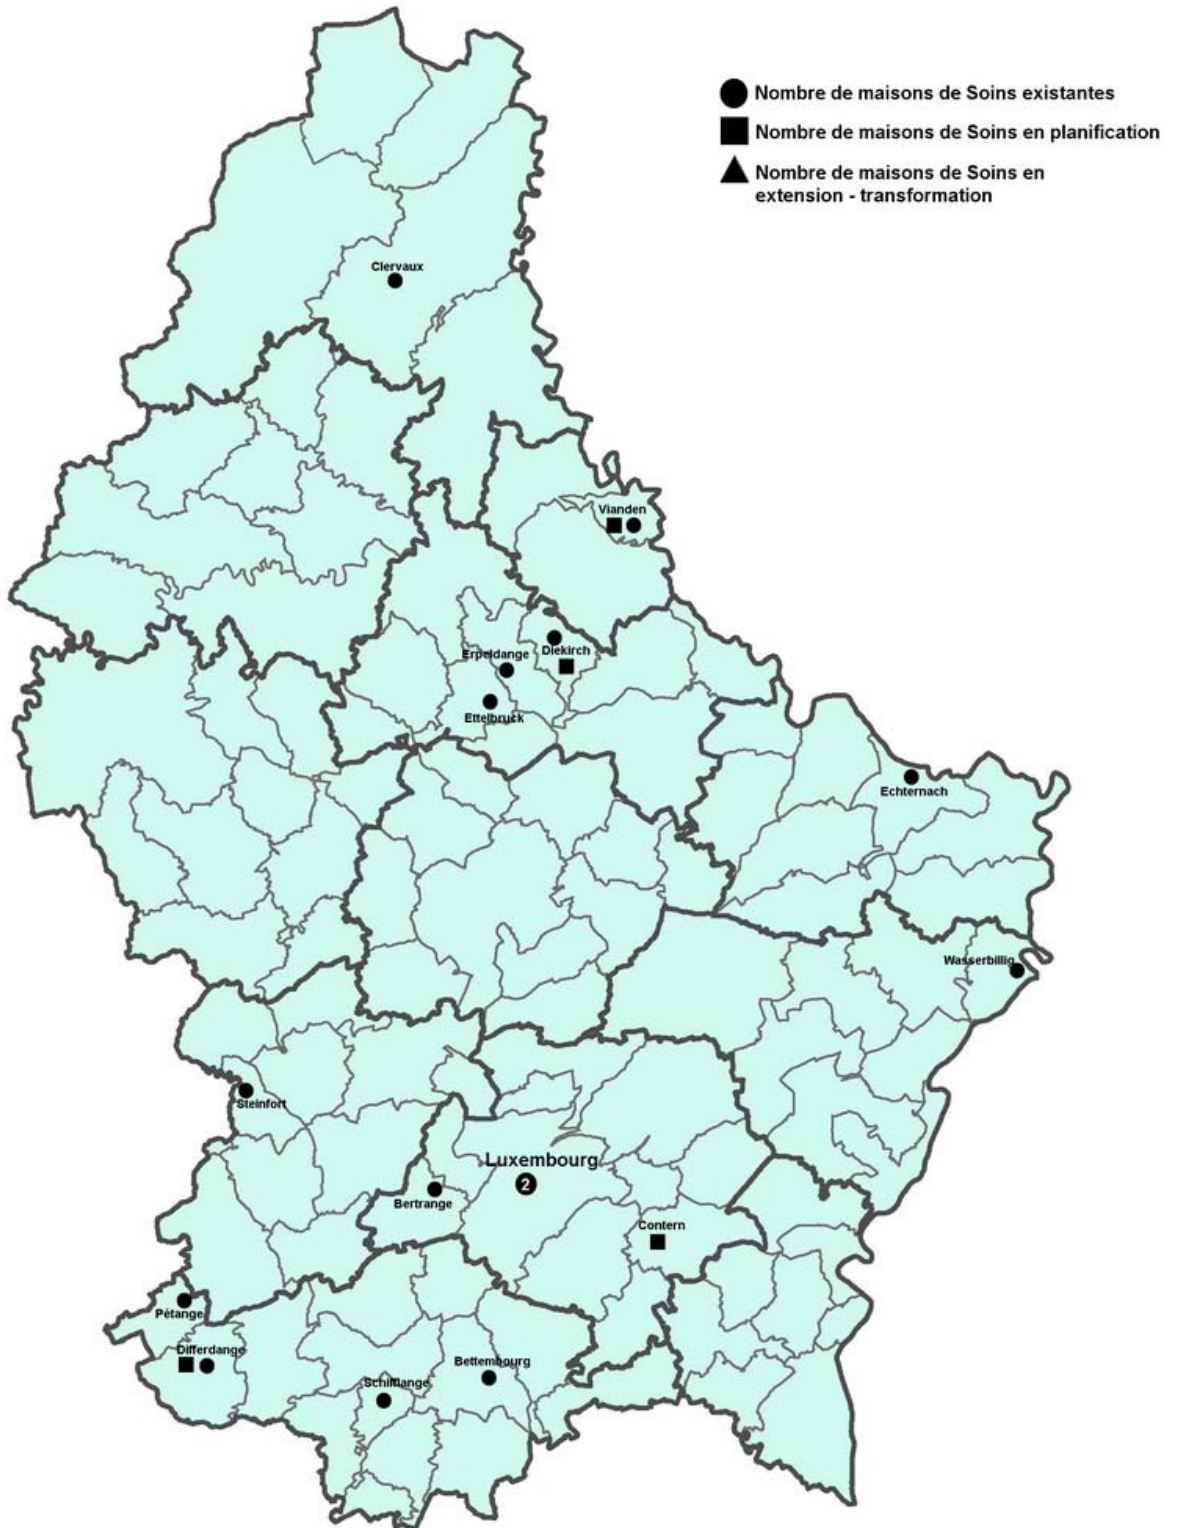 Nombre de maisons de Soins existantes
Nombre de maisons de Soins en planification
Nombre de maisons de Soins en
extension - transformation
Clervaux
Vianden
Diekirch
Erpeldange
Ettelbruck
Echternach
Wasserbillig
Steinfort
Luxembourg
2
Bertrange
Contern
Pétange
Differdange
Bettembourg
Schifflange